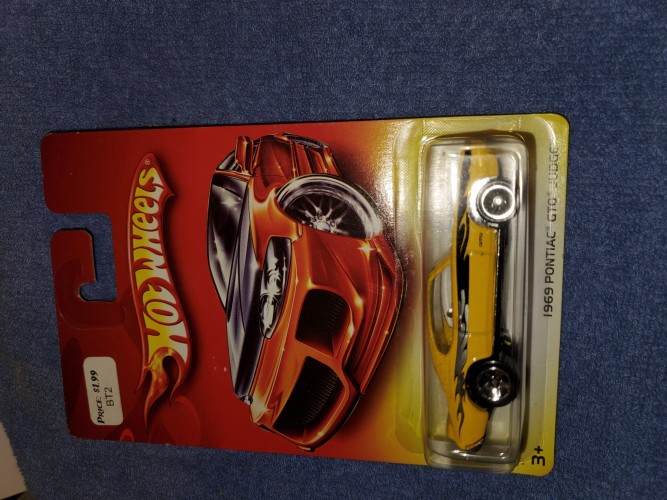 HOT WHEELS®
PRICE: $1.99
BT2
1969 PONTIAC® GTO® JUDGE
3+